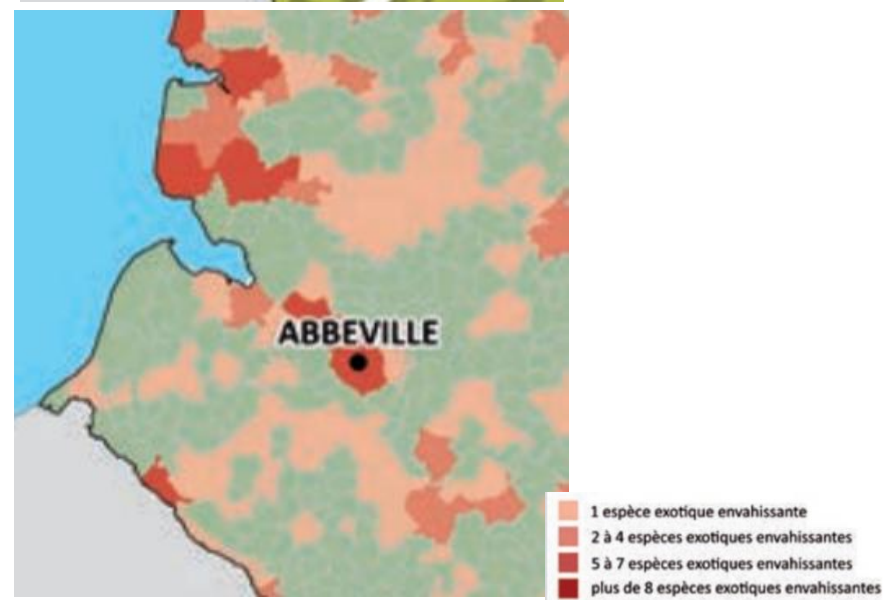 ABBEVILLE
1 espèce exotique envahissante
2 à 4 espèces exotiques envahissantes
5 à 7 espèces exotiques envahissantes
plus de 8 espèces exotiques envahissantes